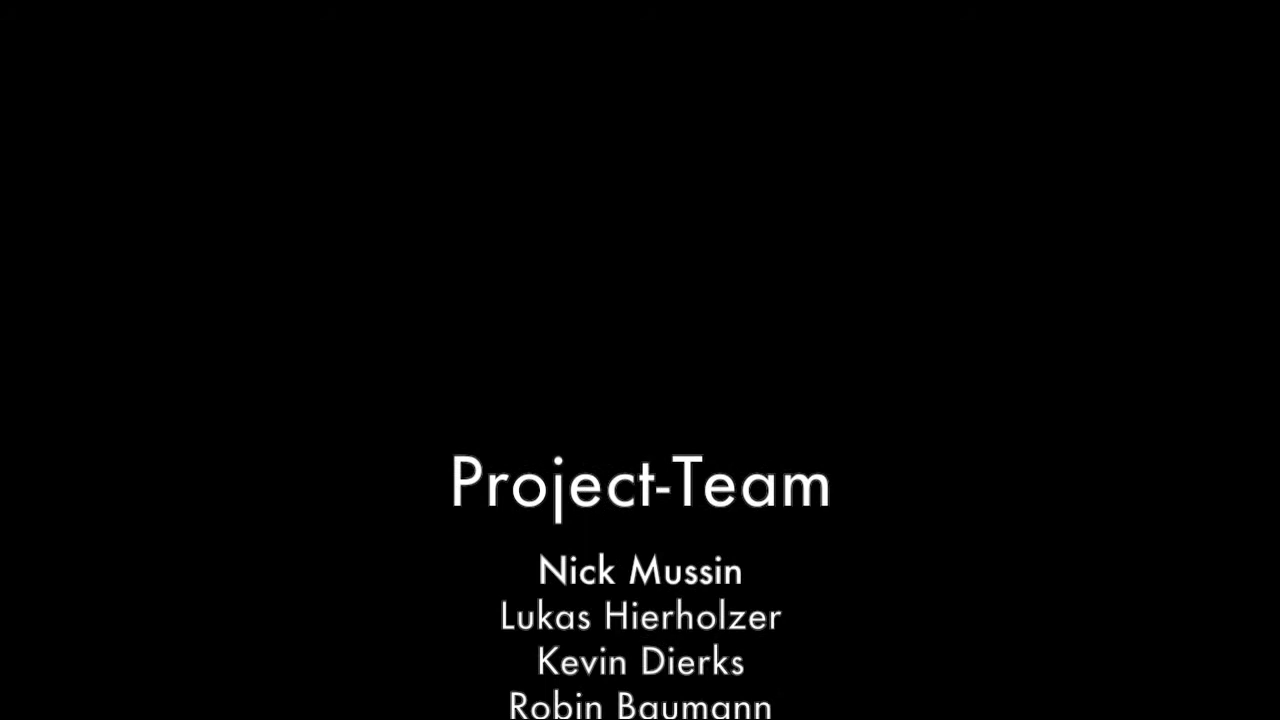 Project-Team
Nick Mussin
Lukas Hierholzer
Kevin Dierks
Robin Baumann